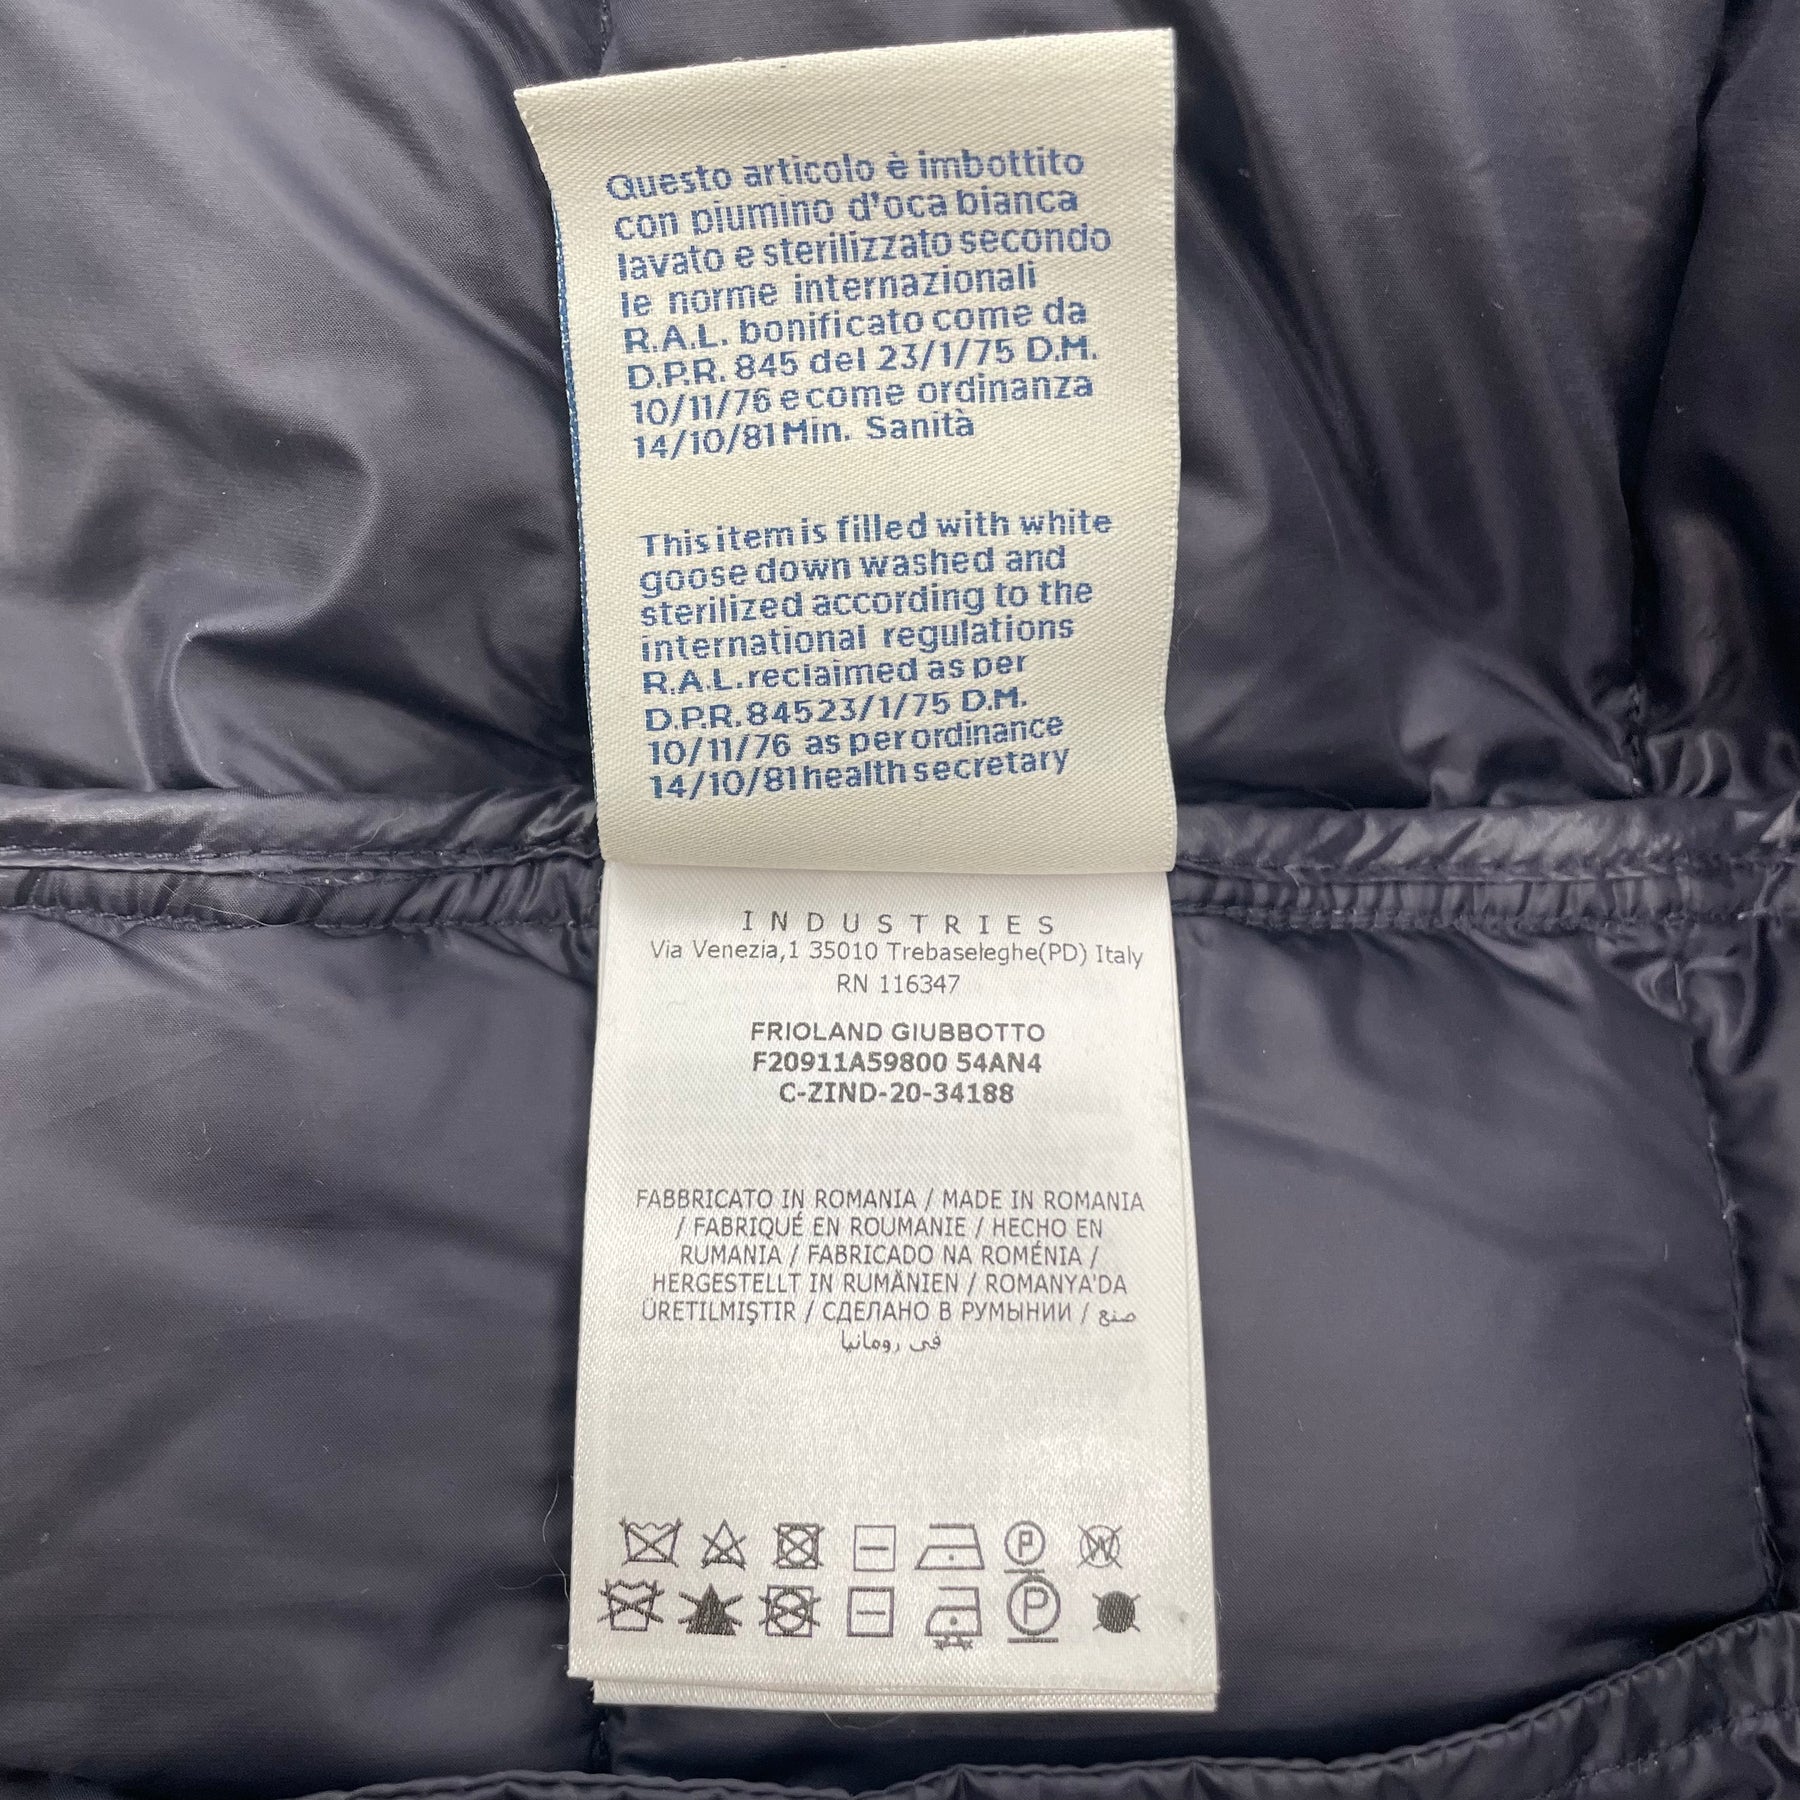 Questo articolo è imbottito
con piumino d'oca bianca
lavato e sterilizzato secondo
le norme internazionali
R.A.L. bonificato come da
D.P.R. 845 del 23/1/75 D.M.
10/11/76 e come ordinanza
14/10/81 Min. Sanità
This item is filled with white
goose down washed and
sterilized according to the
international regulations
R.A.L. reclaimed as per
D.P.R. 845 23/1/75 D.M.
10/11/76 as per ordinance
14/10/81 health secretary
INDUSTRIES
Via Venezia,1 35010 Trebaseleghe(PD) Italy
RN 116347
FRIOLAND GIUBBOTTO
F20911A59800 54AN4
C-ZIND-20-34188
FABBRICATO IN ROMANIA / MADE IN ROMANIA
/ FABRIQUÉ EN ROUMANIE / HECHO EN
RUMANIA / FABRICADO NA ROMÉNIA /
HERGESTELLT IN RUMÄNIEN / ROMANYA'DA
ÜRETILMIŞTIR / СДЕЛАНО В РУМЫНИИ / صنع
في رومانيا
P W
P